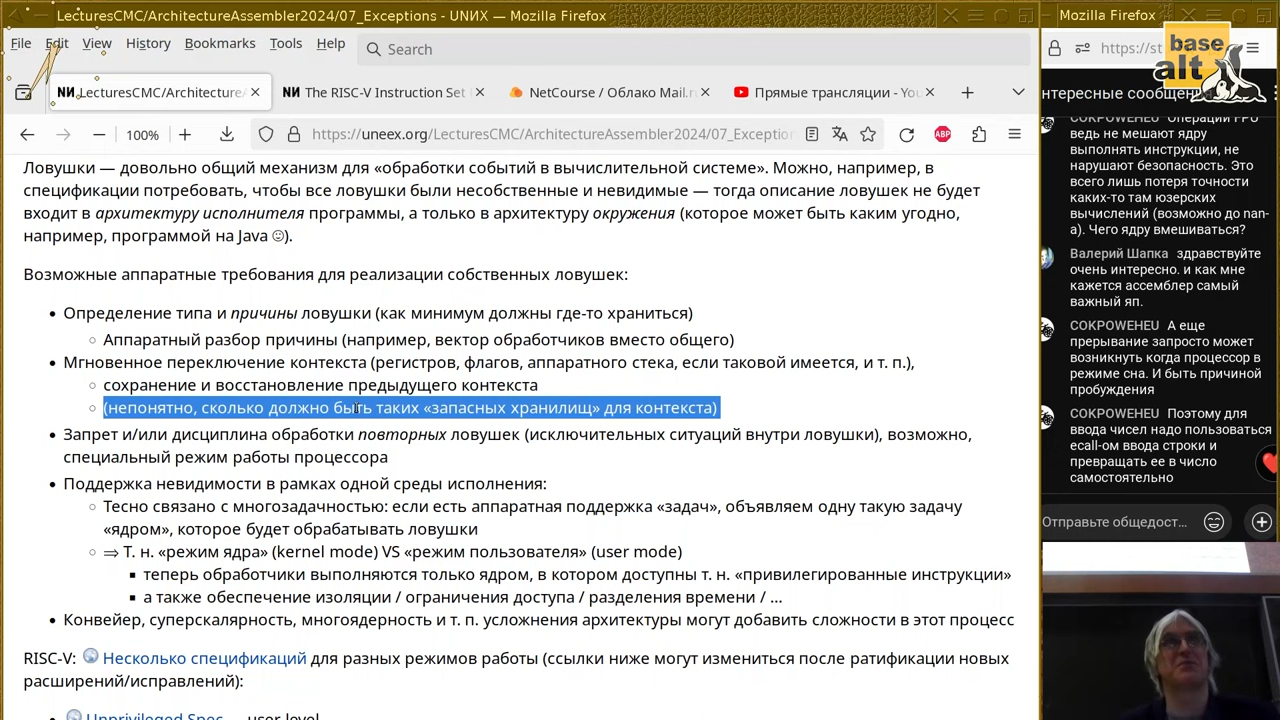 LecturesCMC/ArchitectureAssembler2024/07_Exceptions - UNИX — Mozilla Firefox
File Edit View History Bookmarks Tools Help
Search
LecturesCMC/Architecture
The RISC-V Instruction Set
NetCourse / Облако Mail.r
Прямые трансляции - You
100%
https://uneex.org/LecturesCMC/ArchitectureAssembler2024/07_Exception
ABP
Ловушки — довольно общий механизм для «обработки событий в вычислительной системе». Можно, например, в
спецификации потребовать, чтобы все ловушки были несобственные и невидимые — тогда описание ловушек не будет
входит в архитектуру исполнителя программы, а только в архитектуру окружения (которое может быть каким угодно,
например, программой на Java ☺).
Возможные аппаратные требования для реализации собственных ловушек:
Определение типа и причины ловушки (как минимум должны где-то храниться)
Аппаратный разбор причины (например, вектор обработчиков вместо общего)
Мгновенное переключение контекста (регистров, флагов, аппаратного стека, если таковой имеется, и т. п.),
сохранение и восстановление предыдущего контекста
(непонятно, сколько должно быть таких «запасных хранилищ» для контекста)
Запрет и/или дисциплина обработки повторных ловушек (исключительных ситуаций внутри ловушки), возможно,
специальный режим работы процессора
Поддержка невидимости в рамках одной среды исполнения:
Тесно связано с многозадачностью: если есть аппаратная поддержка «задач», объявляем одну такую задачу
«ядром», которое будет обрабатывать ловушки
⇒ Т. н. «режим ядра» (kernel mode) VS «режим пользователя» (user mode)
теперь обработчики выполняются только ядром, в котором доступны т. н. «привилегированные инструкции»
а также обеспечение изоляции / ограничения доступа / разделения времени / …
Конвейер, суперскалярность, многоядерность и т. п. усложнения архитектуры могут добавить сложности в этот процесс
RISC-V: Несколько спецификаций для разных режимов работы (ссылки ниже могут измениться после ратификации новых
расширений/исправлений):
Unprivileged Spec — user-level
Mozilla Firefox
https://st
base
alt
нтересные сообщени
COKPOWEHEU Операции FPU
ведь не мешают ядру
выполнять инструкции, не
нарушают безопасность. Это
всего лишь потеря точности
каких-то там юзерских
вычислений (возможно до nan-
а). Чего ядру вмешиваться?
Валерий Шапка здравствуйте
очень интересно. и как мне
кажется ассемблер самый
важный яп.
COKPOWEHEU А еще
прерывание запросто может
возникнуть когда процессор в
режиме сна. И быть причиной
пробуждения
COKPOWEHEU Поэтому для
ввода чисел надо пользоваться
ecall-ом ввода строки и
превращать ее в число
самостоятельно
Отправьте общедост...